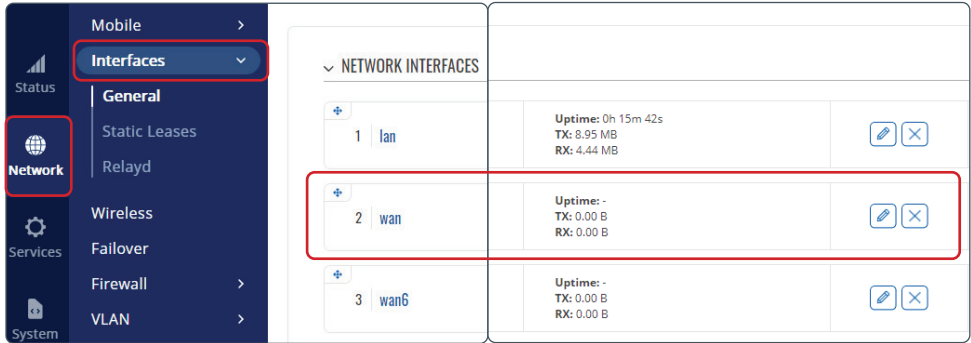 Status
Network
Services
System
Mobile
Interfaces
General
Static Leases
Relayd
Wireless
Failover
Firewall
VLAN
NETWORK INTERFACES
1 lan
Uptime: 0h 15m 42s
TX: 8.95 MB
RX: 4.44 MB
2 wan
Uptime: -
TX: 0.00 B
RX: 0.00 B
3 wan6
Uptime: -
TX: 0.00 B
RX: 0.00 B